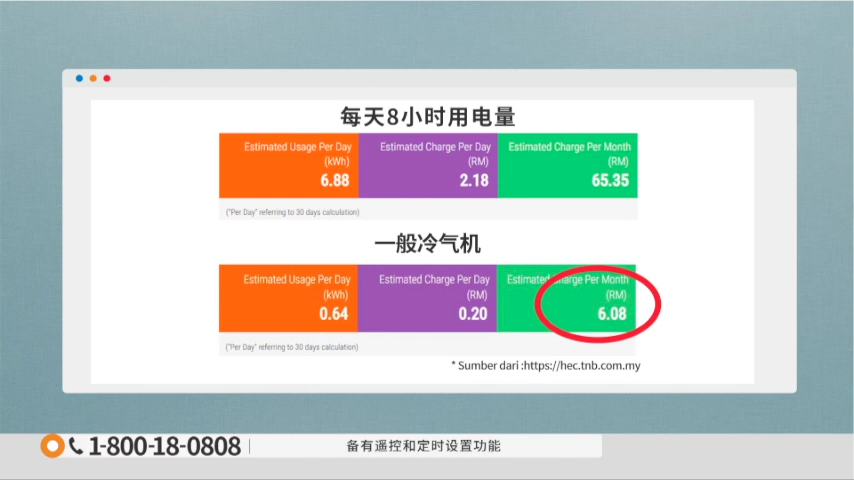 每天8小时用电量
Estimated Usage Per Day
(kWh)
6.88
Estimated Charge Per Day
(RM)
2.18
Estimated Charge Per Month
(RM)
65.35
("Per Day" referring to 30 days calculation)
一般冷气机
Estimated Usage Per Day
(kWh)
0.64
Estimated Charge Per Day
(RM)
0.20
Estimated Charge Per Month
(RM)
6.08
("Per Day" referring to 30 days calculation)
* Sumber dari :https://hec.tnb.com.my
1-800-18-0808
备有遥控和定时设置功能